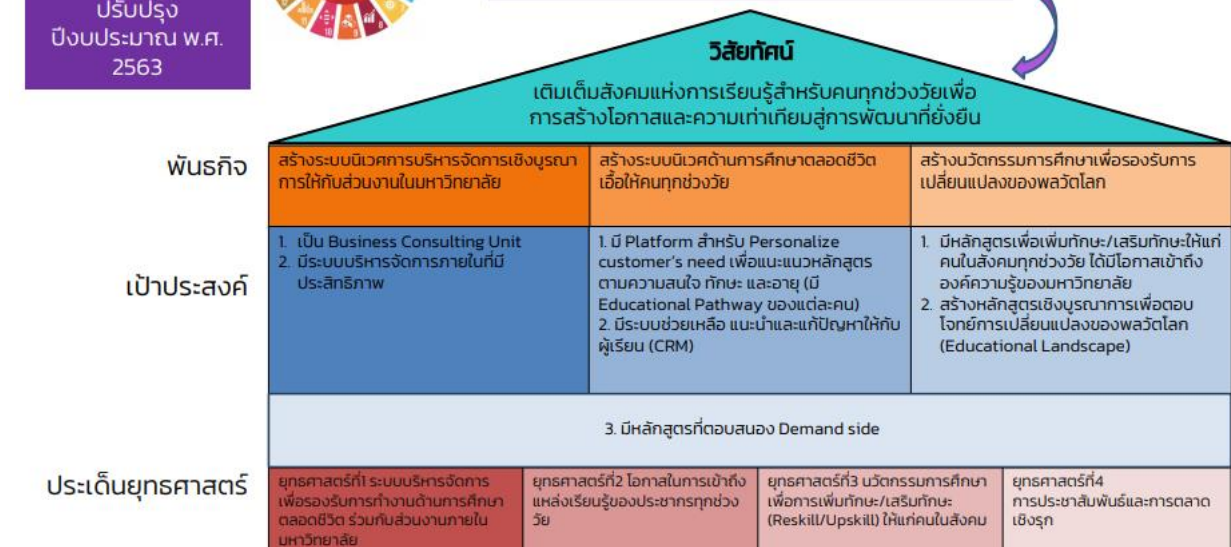 ปรับปรุง
ปีงบประมาณ พ.ศ.
2563
วิสัยทัศน์
เติมเต็มสังคมแห่งการเรียนรู้สำหรับคนทุกช่วงวัยเพื่อ
การสร้างโอกาสและความเท่าเทียมสู่การพัฒนาที่ยั่งยืน
พันธกิจ
สร้างระบบนิเวศการบริหารจัดการเชิงบูรณา
การให้กับส่วนงานในมหาวิทยาลัย
สร้างระบบนิเวศด้านการศึกษาตลอดชีวิต
เอื้อให้คนทุกช่วงวัย
สร้างนวัตกรรมการศึกษาเพื่อรองรับการ
เปลี่ยนแปลงของพลวัตโลก
เป้าประสงค์
1. เป็น Business Consulting Unit
2. มีระบบบริหารจัดการภายในที่มี
ประสิทธิภาพ
1. มี Platform สำหรับ Personalize
customer's need เพื่อแนะแนวหลักสูตร
ตามความสนใจ ทักษะ และอายุ (มี
Educational Pathway ของแต่ละคน)
2. มีระบบช่วยเหลือ แนะนำและแก้ปัญหาให้กับ
ผู้เรียน (CRM)
1. มีหลักสูตรเพื่อเพิ่มทักษะ/เสริมทักษะให้แก่
คนในสังคมทุกช่วงวัย ได้มีโอกาสเข้าถึง
องค์ความรู้ของมหาวิทยาลัย
2. สร้างหลักสูตรเชิงบูรณาการเพื่อตอบ
โจทย์การเปลี่ยนแปลงของพลวัตโลก
(Educational Landscape)
3. มีหลักสูตรที่ตอบสนอง Demand side
ประเด็นยุทธศาสตร์
ยุทธศาสตร์ที่1 ระบบบริหารจัดการ
เพื่อรองรับการทำงานด้านการศึกษา
ตลอดชีวิต ร่วมกับส่วนงานภายใน
มหาวิทยาลัย
ยุทธศาสตร์ที่2 โอกาสในการเข้าถึง
แหล่งเรียนรู้ของประชากรทุกช่วง
วัย
ยุทธศาสตร์ที่3 นวัตกรรมการศึกษา
เพื่อการเพิ่มทักษะ/เสริมทักษะ
(Reskill/Upskill) ให้แก่คนในสังคม
ยุทธศาสตร์ที่4
การประชาสัมพันธ์และการตลาด
เชิงรุก